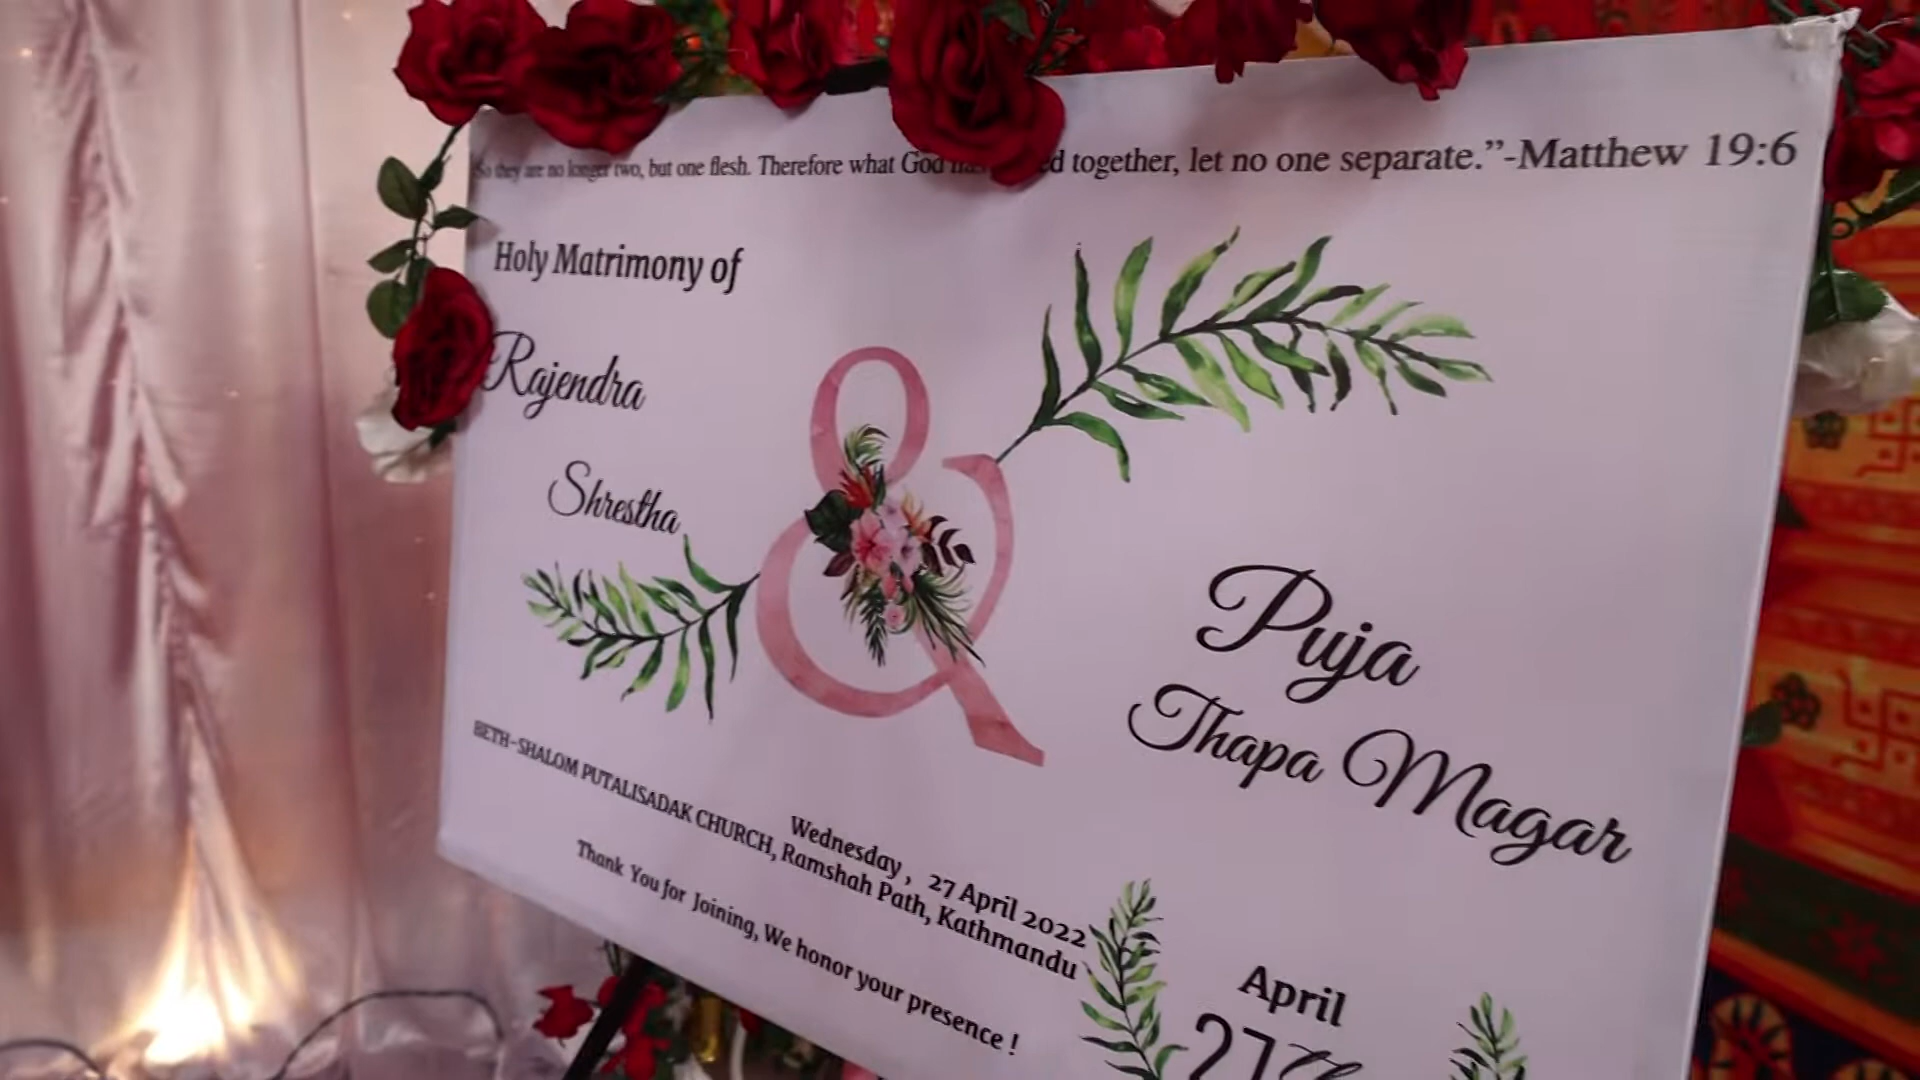 "So they are no longer two, but one flesh. Therefore what God together, let no one separate.”-Matthew 19:6
Holy Matrimony of
Rajendra
Shrestha
&
Puja
Thapa Magar
Wednesday , 27 April 2022
BETH-SHALOM PUTALISADAK CHURCH, Ramshah Path, Kathmandu
Thank You for Joining, We honor your presence !
April
27th